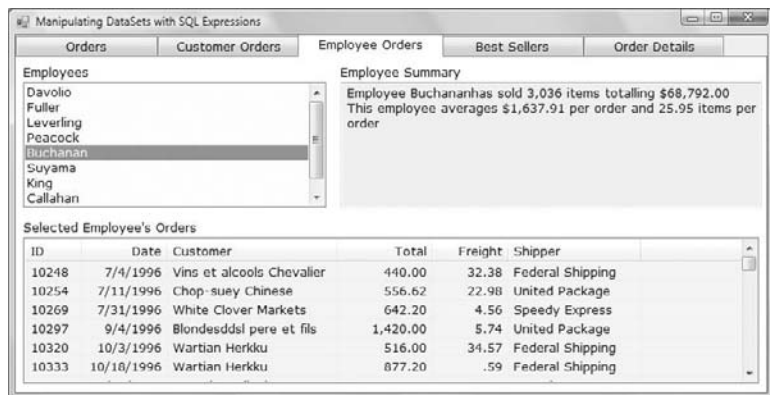 Manipulating DataSets with SQL Expressions
Orders Customer Orders Employee Orders Best Sellers Order Details
Employees
Davolio
Fuller
Leverling
Peacock
Buchanan
Suyama
King
Callahan
Employee Summary
Employee Buchananhas sold 3,036 items totalling $68,792.00
This employee averages $1,637.91 per order and 25.95 items per
order
Selected Employee's Orders
ID Date Customer Total Freight Shipper
10248 7/4/1996 Vins et alcools Chevalier 440.00 32.38 Federal Shipping
10254 7/11/1996 Chop-suey Chinese 556.62 22.98 United Package
10269 7/31/1996 White Clover Markets 642.20 4.56 Speedy Express
10297 9/4/1996 Blondesddsl pere et fils 1,420.00 5.74 United Package
10320 10/3/1996 Wartian Herkku 516.00 34.57 Federal Shipping
10333 10/18/1996 Wartian Herkku 877.20 .59 Federal Shipping